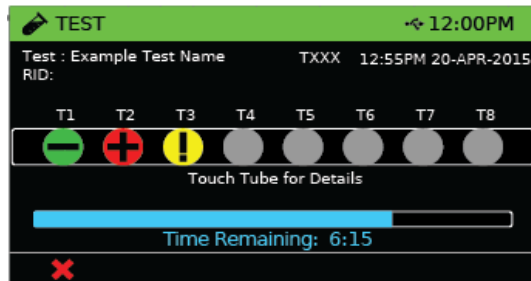 TEST 12:00PM
Test : Example Test Name TXXX 12:55PM 20-APR-2015
RID:
T1 T2 T3 T4 T5 T6 T7 T8
Touch Tube for Details
Time Remaining: 6:15